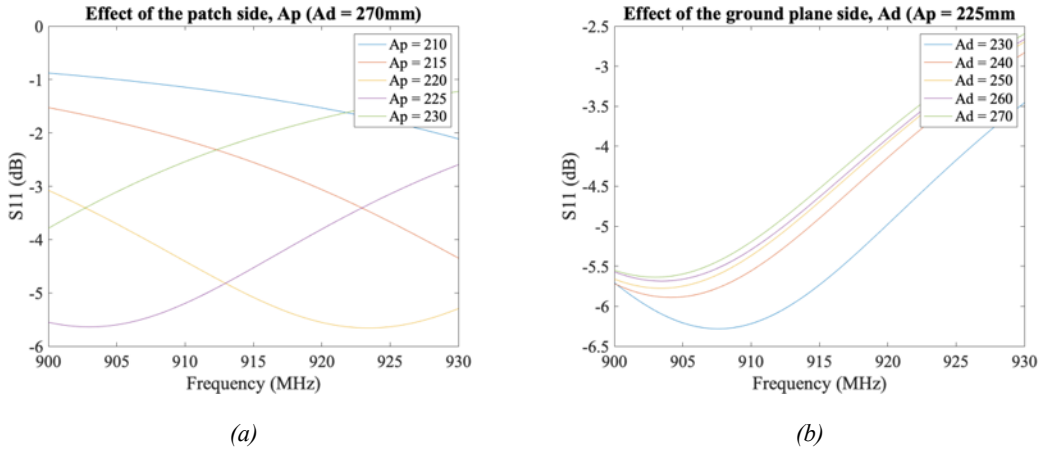 Effect of the patch side, Ap (Ad = 270mm)
0
-1
-2
-3
-4
-5
-6
S11 (dB)
Ap = 210
Ap = 215
Ap = 220
Ap = 225
Ap = 230
900
905
910
915
920
925
930
Frequency (MHz)
(a)
Effect of the ground plane side, Ad (Ap = 225mm
-2.5
-3
-3.5
-4
-4.5
-5
-5.5
-6
-6.5
S11 (dB)
Ad = 230
Ad = 240
Ad = 250
Ad = 260
Ad = 270
900
905
910
915
920
925
930
Frequency (MHz)
(b)